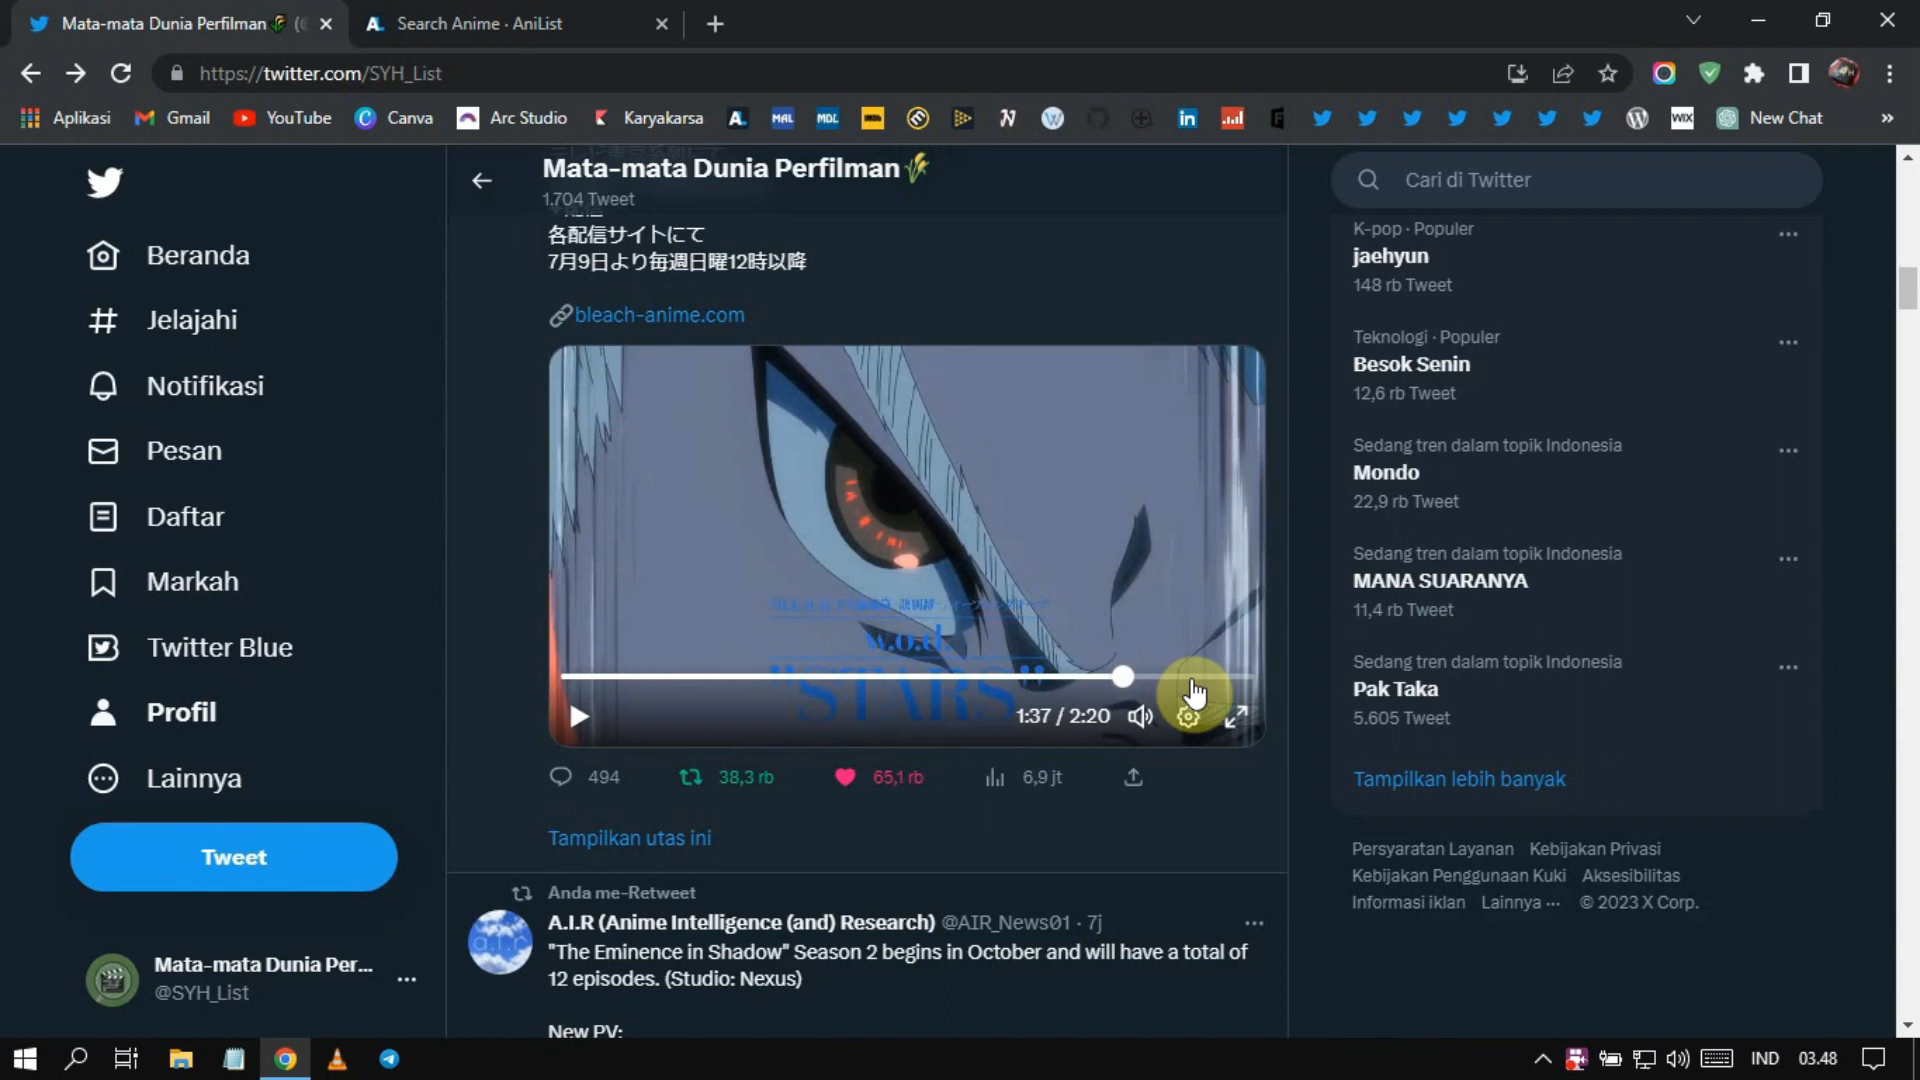 Mata-mata Dunia Perfilman
Search Anime · AniList
https://twitter.com/SYH_List
Aplikasi
Gmail
YouTube
Canva
Arc Studio
Karyakarsa
New Chat
Mata-mata Dunia Perfilman
1.704 Tweet
Beranda
Jelajahi
Notifikasi
Pesan
Daftar
Markah
Twitter Blue
Profil
Lainnya
Tweet
Mata-mata Dunia Per...
@SYH_List
各配信サイトにて
7月9日より毎週日曜12時以降
bleach-anime.com
w.o.d.
"STARS"
1:37 / 2:20
494
38,3 rb
65,1 rb
6,9 jt
Tampilkan utas ini
Anda me-Retweet
A.I.R (Anime Intelligence (and) Research) @AIR_News01 · 7j
"The Eminence in Shadow" Season 2 begins in October and will have a total of
12 episodes. (Studio: Nexus)
New PV:
Cari di Twitter
K-pop · Populer
jaehyun
148 rb Tweet
Teknologi · Populer
Besok Senin
12,6 rb Tweet
Sedang tren dalam topik Indonesia
Mondo
22,9 rb Tweet
Sedang tren dalam topik Indonesia
MANA SUARANYA
11,4 rb Tweet
Sedang tren dalam topik Indonesia
Pak Taka
5.605 Tweet
Tampilkan lebih banyak
Persyaratan Layanan Kebijakan Privasi
Kebijakan Penggunaan Kuki Aksesibilitas
Informasi iklan Lainnya ··· © 2023 X Corp.
IND
03.48